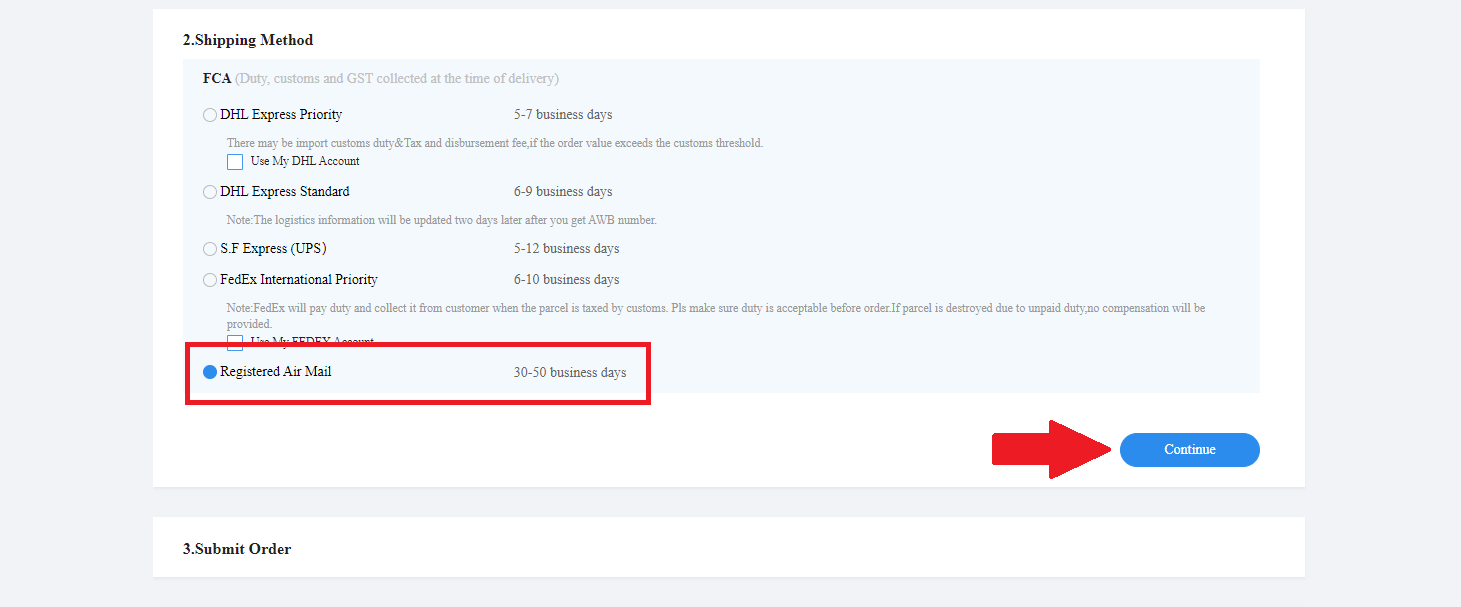 2.Shipping Method
FCA (Duty, customs and GST collected at the time of delivery)
DHL Express Priority 5-7 business days
There may be import customs duty&Tax and disbursement fee,if the order value exceeds the customs threshold.
Use My DHL Account
DHL Express Standard 6-9 business days
Note:The logistics information will be updated two days later after you get AWB number.
S.F Express (UPS) 5-12 business days
FedEx International Priority 6-10 business days
Note:FedEx will pay duty and collect it from customer when the parcel is taxed by customs. Pls make sure duty is acceptable before order.If parcel is destroyed due to unpaid duty,no compensation will be
provided.
Use My FEDEX Account
Registered Air Mail 30-50 business days
Continue
3.Submit Order